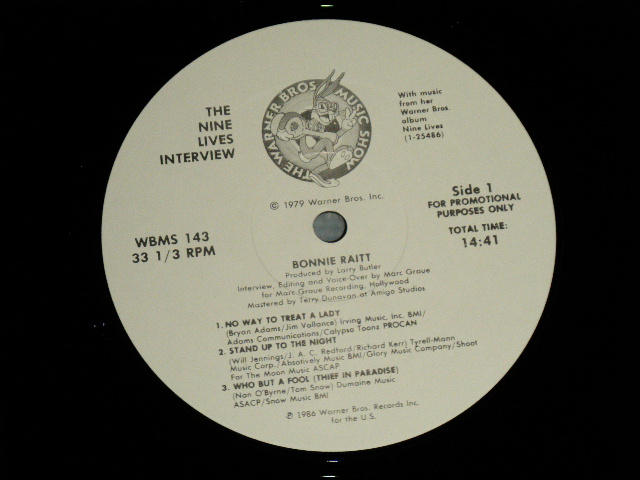 THE
NINE
LIVES
INTERVIEW
THE WARNER BROS. MUSIC SHOW
With music
from her
Warner Bros.
album
Nine Lives
(1-25486)
© 1979 Warner Bros. Inc.
Side 1
FOR PROMOTIONAL
PURPOSES ONLY
WBMS 143
33 1/3 RPM
TOTAL TIME:
14:41
BONNIE RAITT
Produced by Larry Butler
Interview, Editing and Voice-Over by Marc Graue
for Marc Graue Recording, Hollywood
Mastered by Terry Dunavan at Amigo Studios
1. NO WAY TO TREAT A LADY
(Bryan Adams/Jim Vallance) Irving Music, Inc. BMI/
Adams Communications/Calypso Toonz PROCAN
2. STAND UP TO THE NIGHT
(Will Jennings/J. A. C. Redford/Richard Kerr) Tyrell-Mann
Music Corp./Absotively Music BMI/Glory Music Company/Shoot
For The Moon Music ASCAP
3. WHO BUT A FOOL (THIEF IN PARADISE)
(Nan O'Byrne/Tom Snow) Dumaine Music
ASACP/Snow Music BMI
℗ 1986 Warner Bros. Records Inc.
for the U.S.